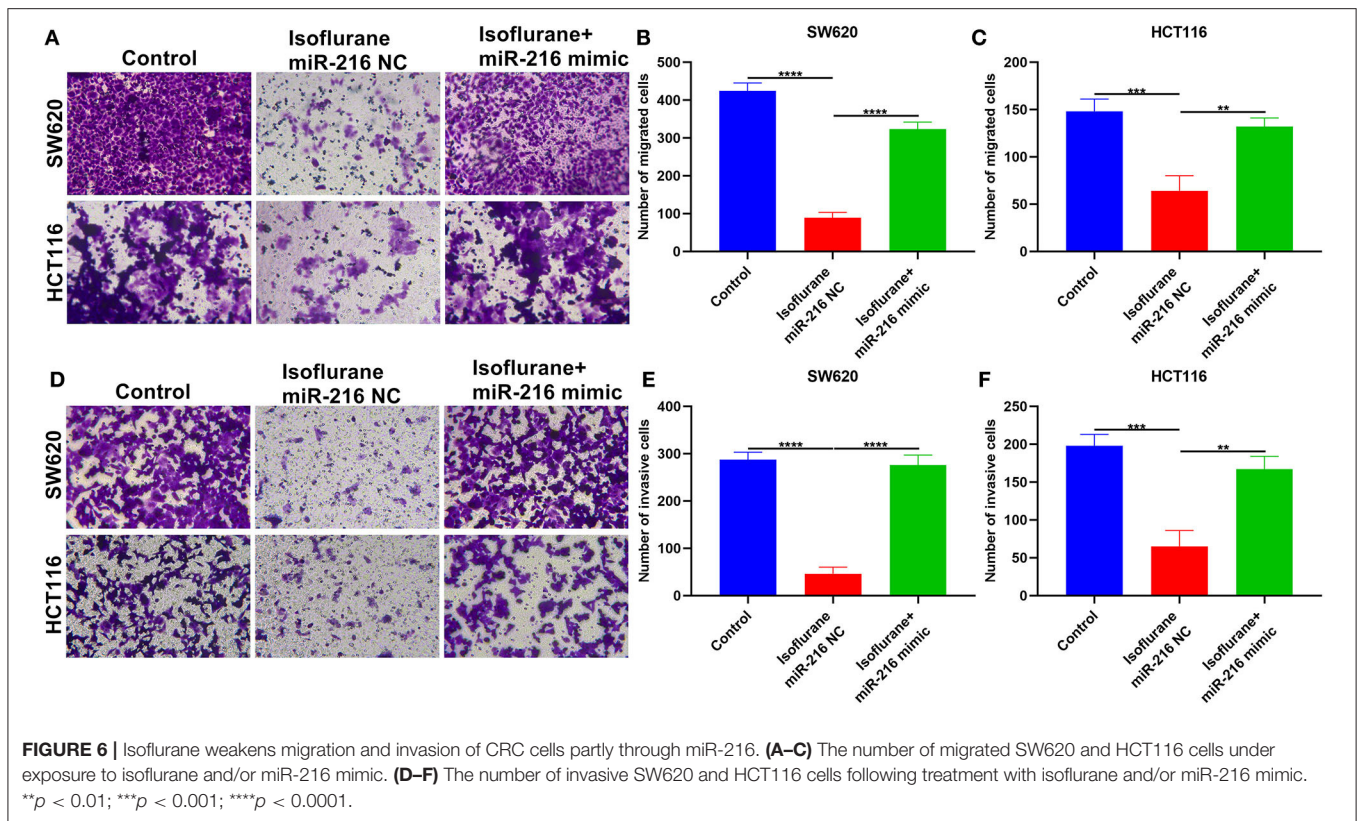 A
Control
Isoflurane
miR-216 NC
Isoflurane+
miR-216 mimic
SW620
HCT116
B
SW620
Number of migrated cells
500
400
300
200
100
0
****
****
Control
Isoflurane
miR-216 NC
Isoflurane+
miR-216 mimic
C
HCT116
Number of migrated cells
200
150
100
50
0
***
**
Control
Isoflurane
miR-216 NC
Isoflurane+
miR-216 mimic
D
Control
Isoflurane
miR-216 NC
Isoflurane+
miR-216 mimic
SW620
HCT116
E
SW620
Number of invasive cells
400
300
200
100
0
****
****
Control
Isoflurane
miR-216 NC
Isoflurane+
miR-216 mimic
F
HCT116
Number of invasive cells
250
200
150
100
50
0
***
**
Control
Isoflurane
miR-216 NC
Isoflurane+
miR-216 mimic
FIGURE 6 | Isoflurane weakens migration and invasion of CRC cells partly through miR-216. (A–C) The number of migrated SW620 and HCT116 cells under
exposure to isoflurane and/or miR-216 mimic. (D–F) The number of invasive SW620 and HCT116 cells following treatment with isoflurane and/or miR-216 mimic.
**p < 0.01; ***p < 0.001; ****p < 0.0001.